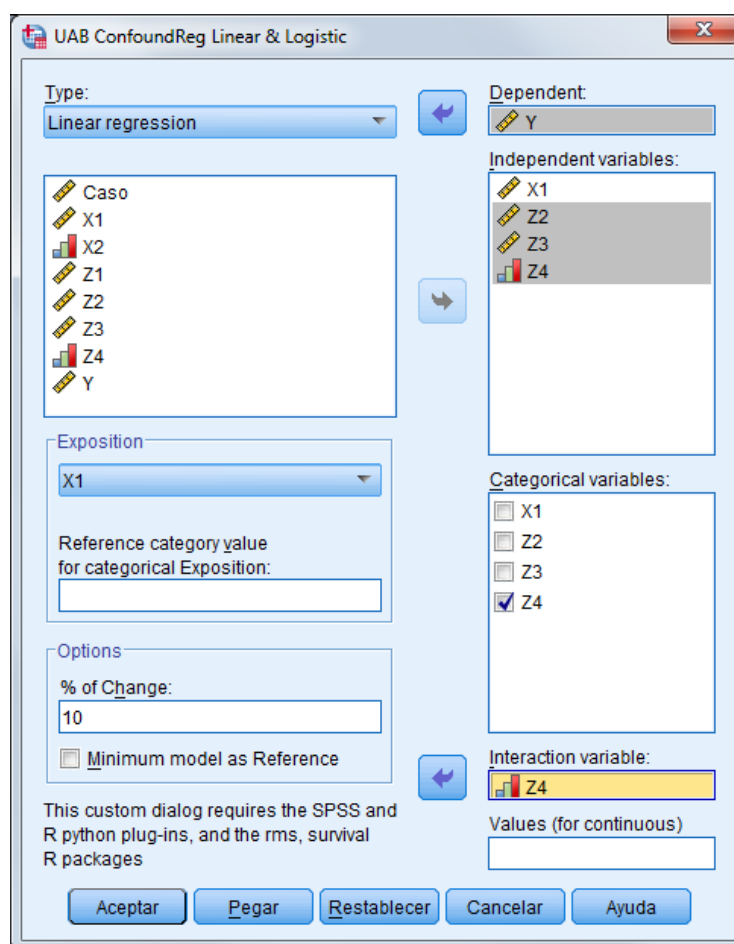 UAB ConfoundReg Linear & Logistic
Type:
Linear regression
Caso
X1
X2
Z1
Z2
Z3
Z4
Y
Exposition
X1
Reference category value
for categorical Exposition:
Options
% of Change:
10
Minimum model as Reference
This custom dialog requires the SPSS and
R python plug-ins, and the rms, survival
R packages
Dependent:
Y
Independent variables:
X1
Z2
Z3
Z4
Categorical variables:
X1
Z2
Z3
Z4
Interaction variable:
Z4
Values (for continuous)
Aceptar
Pegar
Restablecer
Cancelar
Ayuda